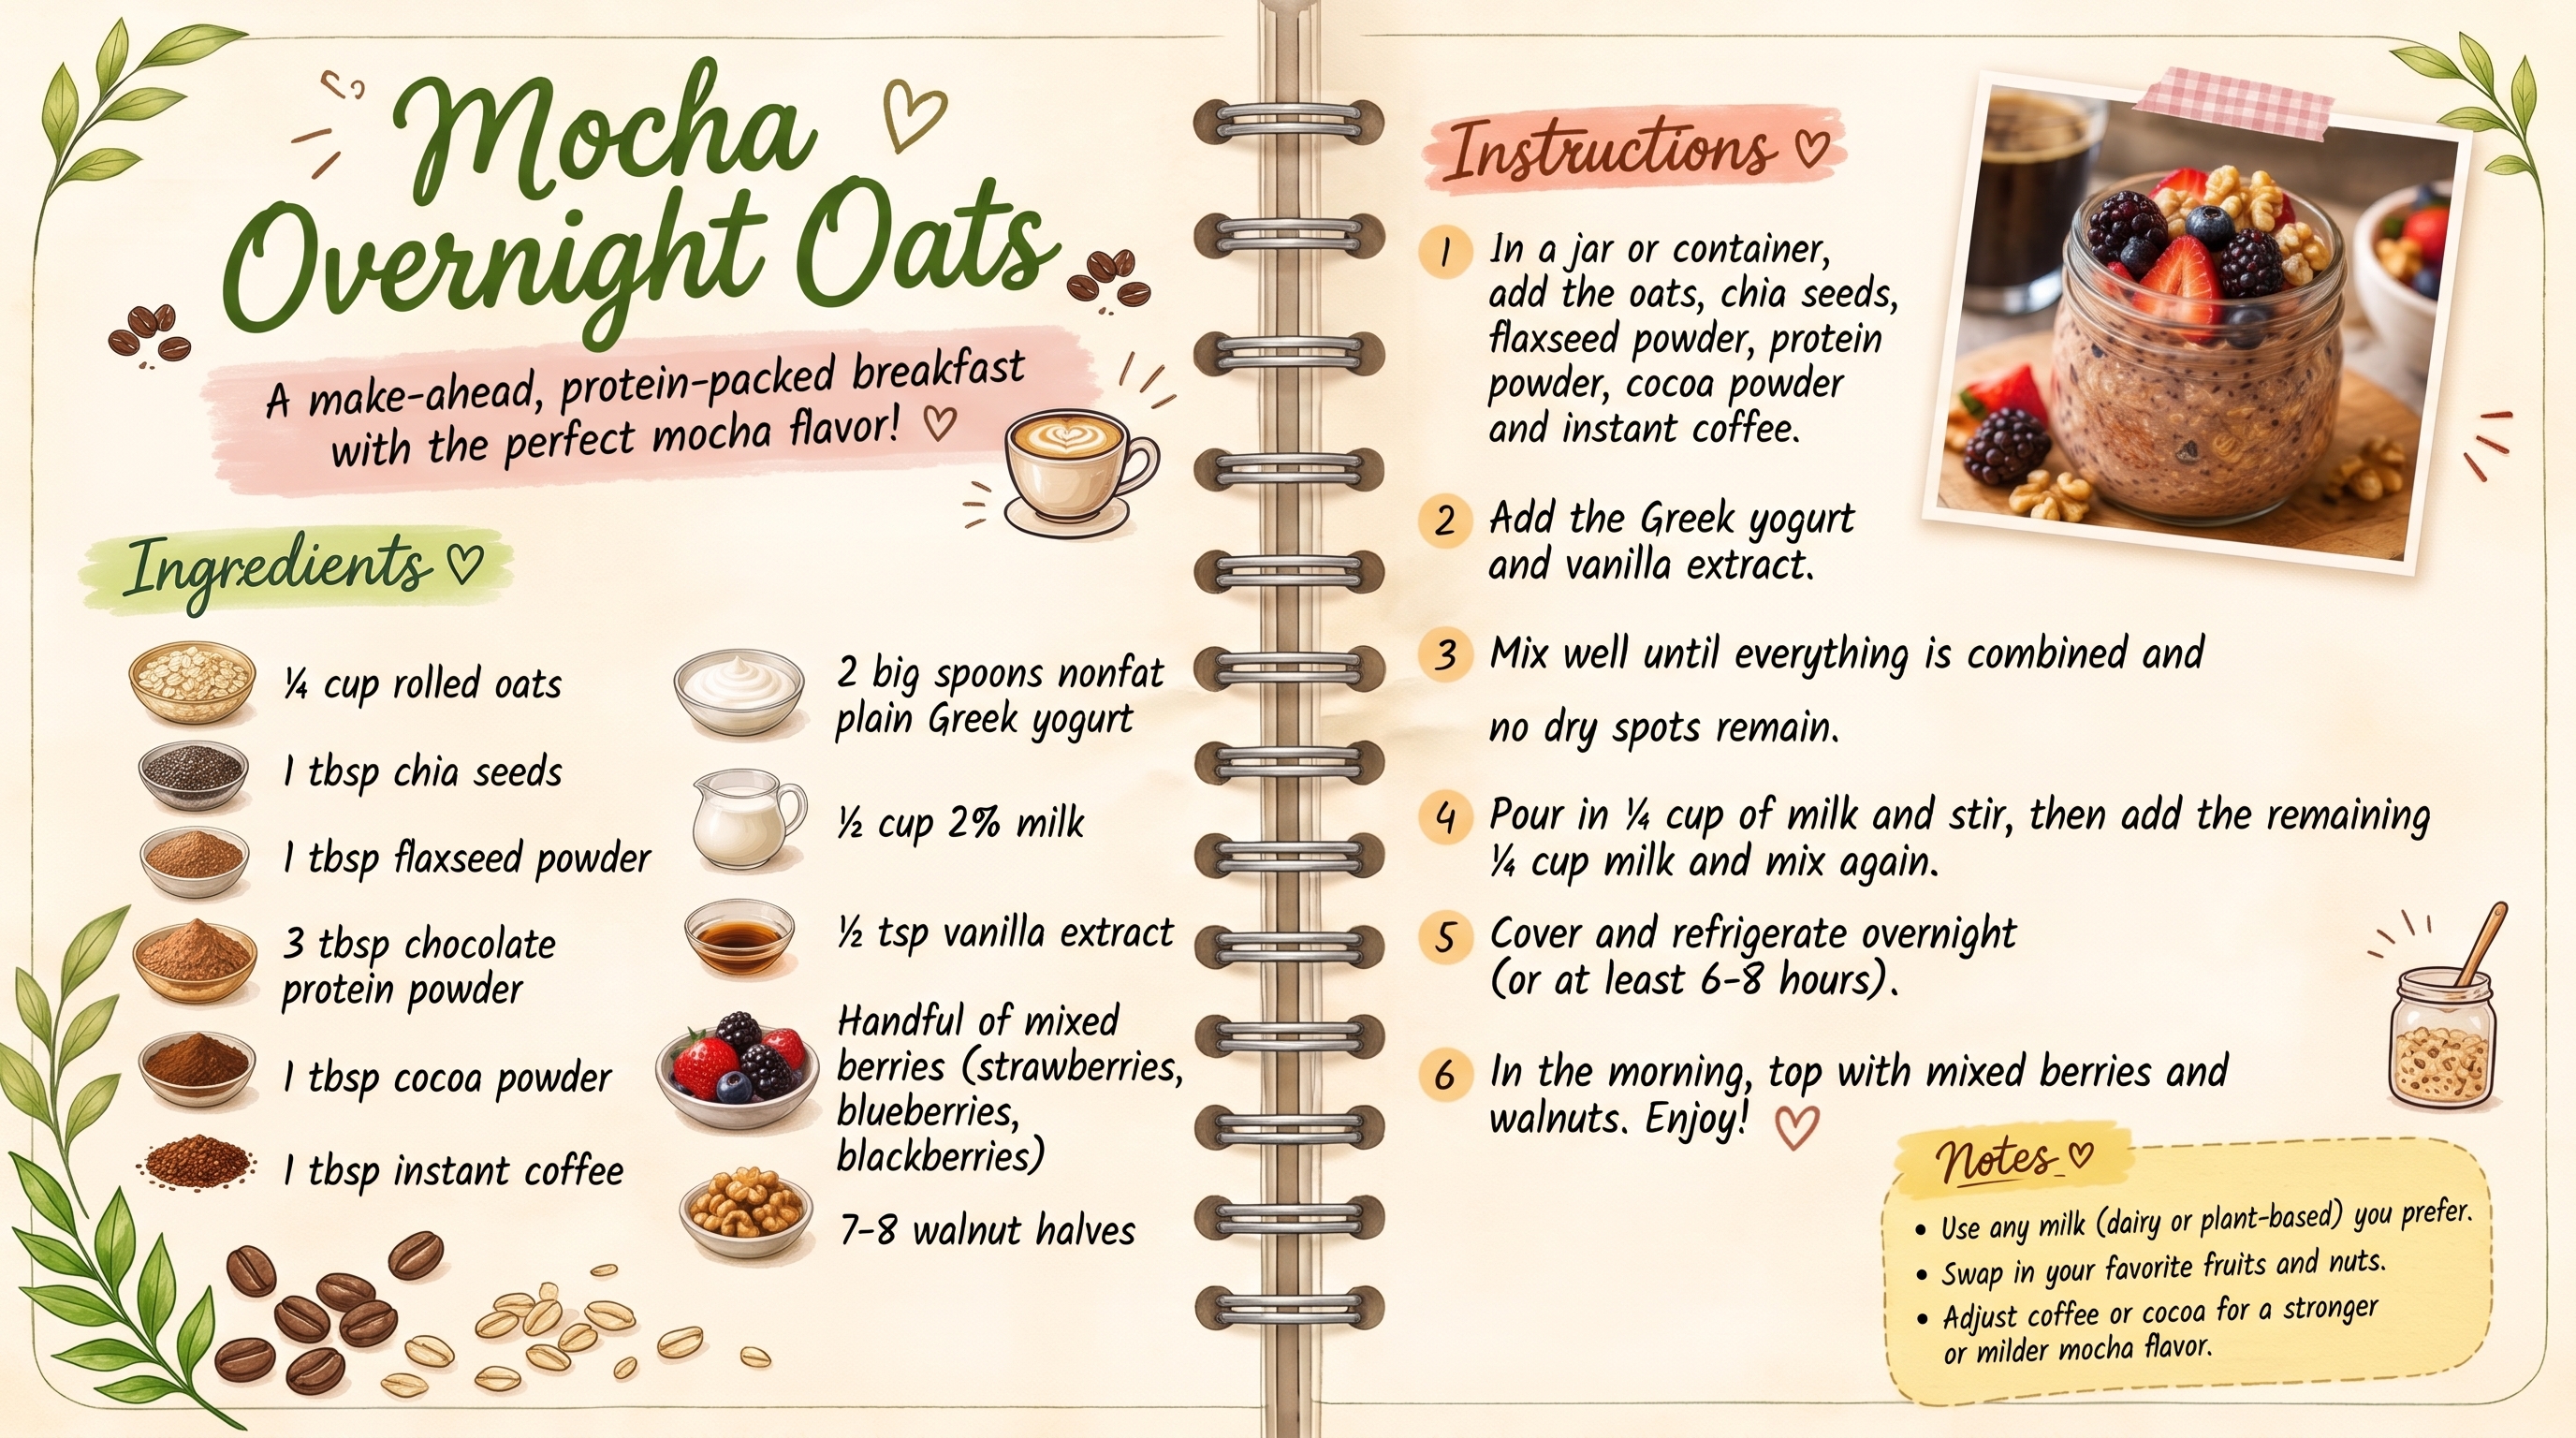 Mocha
Overnight Oats
A make-ahead, protein-packed breakfast
with the perfect mocha flavor!
Ingredients
¼ cup rolled oats
1 tbsp chia seeds
1 tbsp flaxseed powder
3 tbsp chocolate
protein powder
1 tbsp cocoa powder
1 tbsp instant coffee
2 big spoons nonfat
plain Greek yogurt
½ cup 2% milk
½ tsp vanilla extract
Handful of mixed
berries (strawberries,
blueberries,
blackberries)
7-8 walnut halves
Instructions
1 In a jar or container,
add the oats, chia seeds,
flaxseed powder, protein
powder, cocoa powder
and instant coffee.
2 Add the Greek yogurt
and vanilla extract.
3 Mix well until everything is combined and
no dry spots remain.
4 Pour in ¼ cup of milk and stir, then add the remaining
¼ cup milk and mix again.
5 Cover and refrigerate overnight
(or at least 6-8 hours).
6 In the morning, top with mixed berries and
walnuts. Enjoy!
Notes
• Use any milk (dairy or plant-based) you prefer.
• Swap in your favorite fruits and nuts.
• Adjust coffee or cocoa for a stronger
or milder mocha flavor.